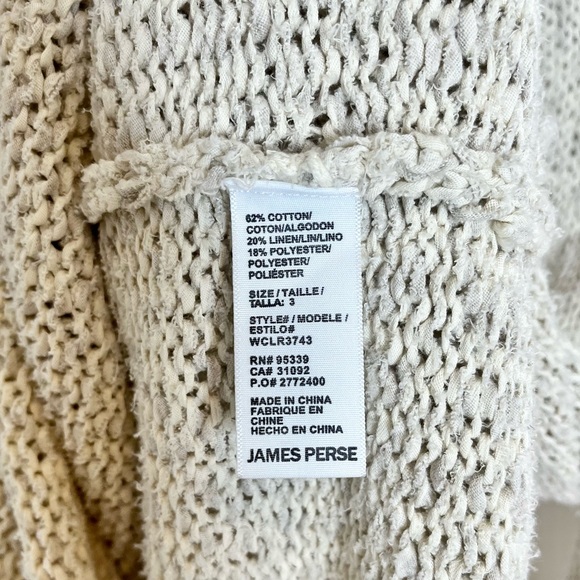 62% COTTON/
COTON/ALGODON
20% LINEN/LIN/LINO
18% POLYESTER/
POLYESTER/
POLIÉSTER
SIZE / TAILLE /
TALLA: 3
STYLE# / MODELE /
ESTILO#
WCLR3743
RN# 95339
CA# 31092
P.O# 2772400
MADE IN CHINA
FABRIQUE EN
CHINE
HECHO EN CHINA
JAMES PERSE